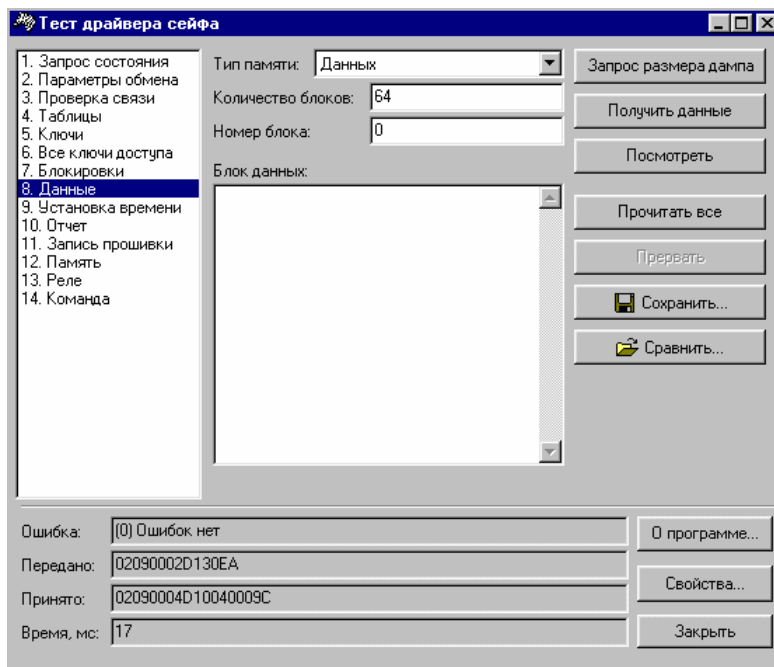 Тест драйвера сейфа
1. Запрос состояния
2. Параметры обмена
3. Проверка связи
4. Таблицы
5. Ключи
6. Все ключи доступа
7. Блокировки
8. Данные
9. Установка времени
10. Отчет
11. Запись прошивки
12. Память
13. Реле
14. Команда
Тип памяти: Данных
Количество блоков: 64
Номер блока: 0
Блок данных:
Запрос размера дампа
Получить данные
Посмотреть
Прочитать все
Прервать
Сохранить...
Сравнить...
Ошибка: (0) Ошибок нет
Передано: 02090002D130EA
Принято: 02090004D10040009C
Время, мс: 17
О программе...
Свойства...
Закрыть